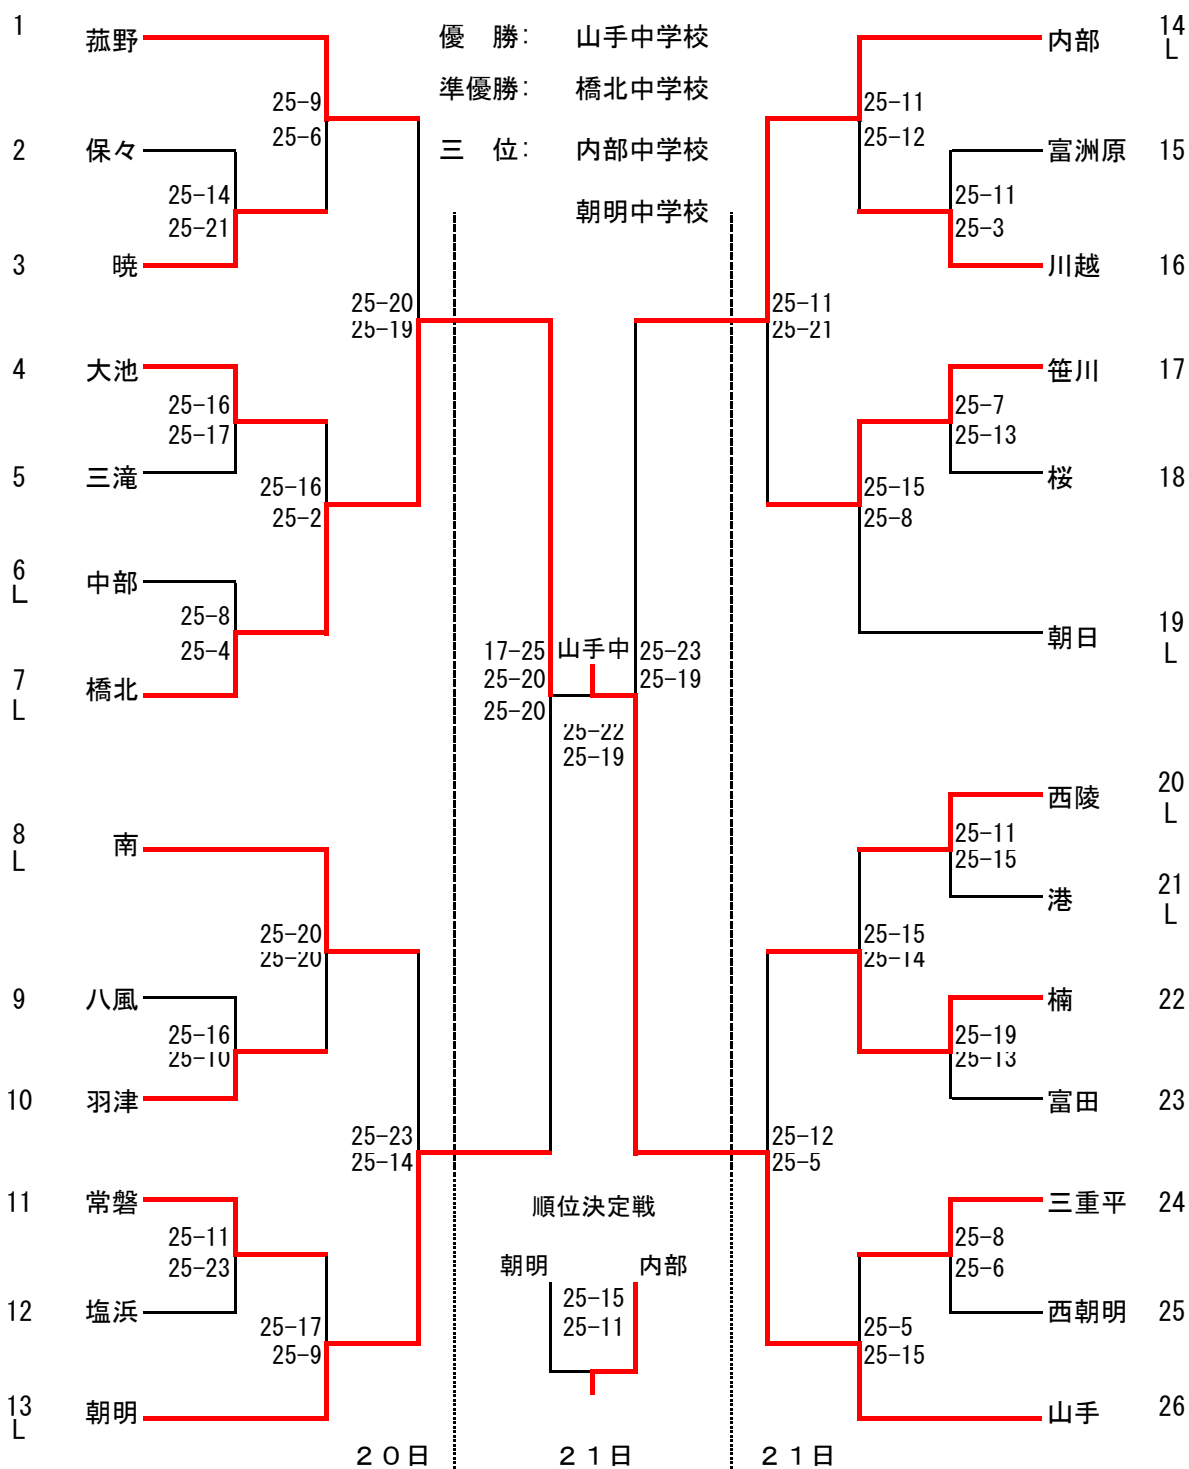 優　勝： 山手中学校
準優勝： 橋北中学校
三　位： 内部中学校
朝明中学校
1 菰野
25-9
25-6
2 保々
25-14
25-21
3 暁
25-20
25-19
4 大池
25-16
25-17
5 三滝
25-16
25-2
6
L
中部
25-8
25-4
7
L
橋北
17-25
25-20
25-20
山手中
25-22
25-19
25-23
25-19
8
L
南
25-20
25-20
9 八風
25-16
25-10
10 羽津
25-23
25-14
11 常磐
25-11
25-23
12 塩浜
25-17
25-9
13
L
朝明
内部 14
L
25-11
25-12
富洲原 15
25-11
25-3
川越 16
25-11
25-21
笹川 17
25-7
25-13
桜 18
25-15
25-8
朝日 19
L
西陵 20
L
25-11
25-15
港 21
L
25-15
25-14
楠 22
25-19
25-13
富田 23
25-12
25-5
三重平 24
25-8
25-6
西朝明 25
25-5
25-15
山手 26
順位決定戦
朝明 内部
25-15
25-11
２０日 ２１日 ２１日